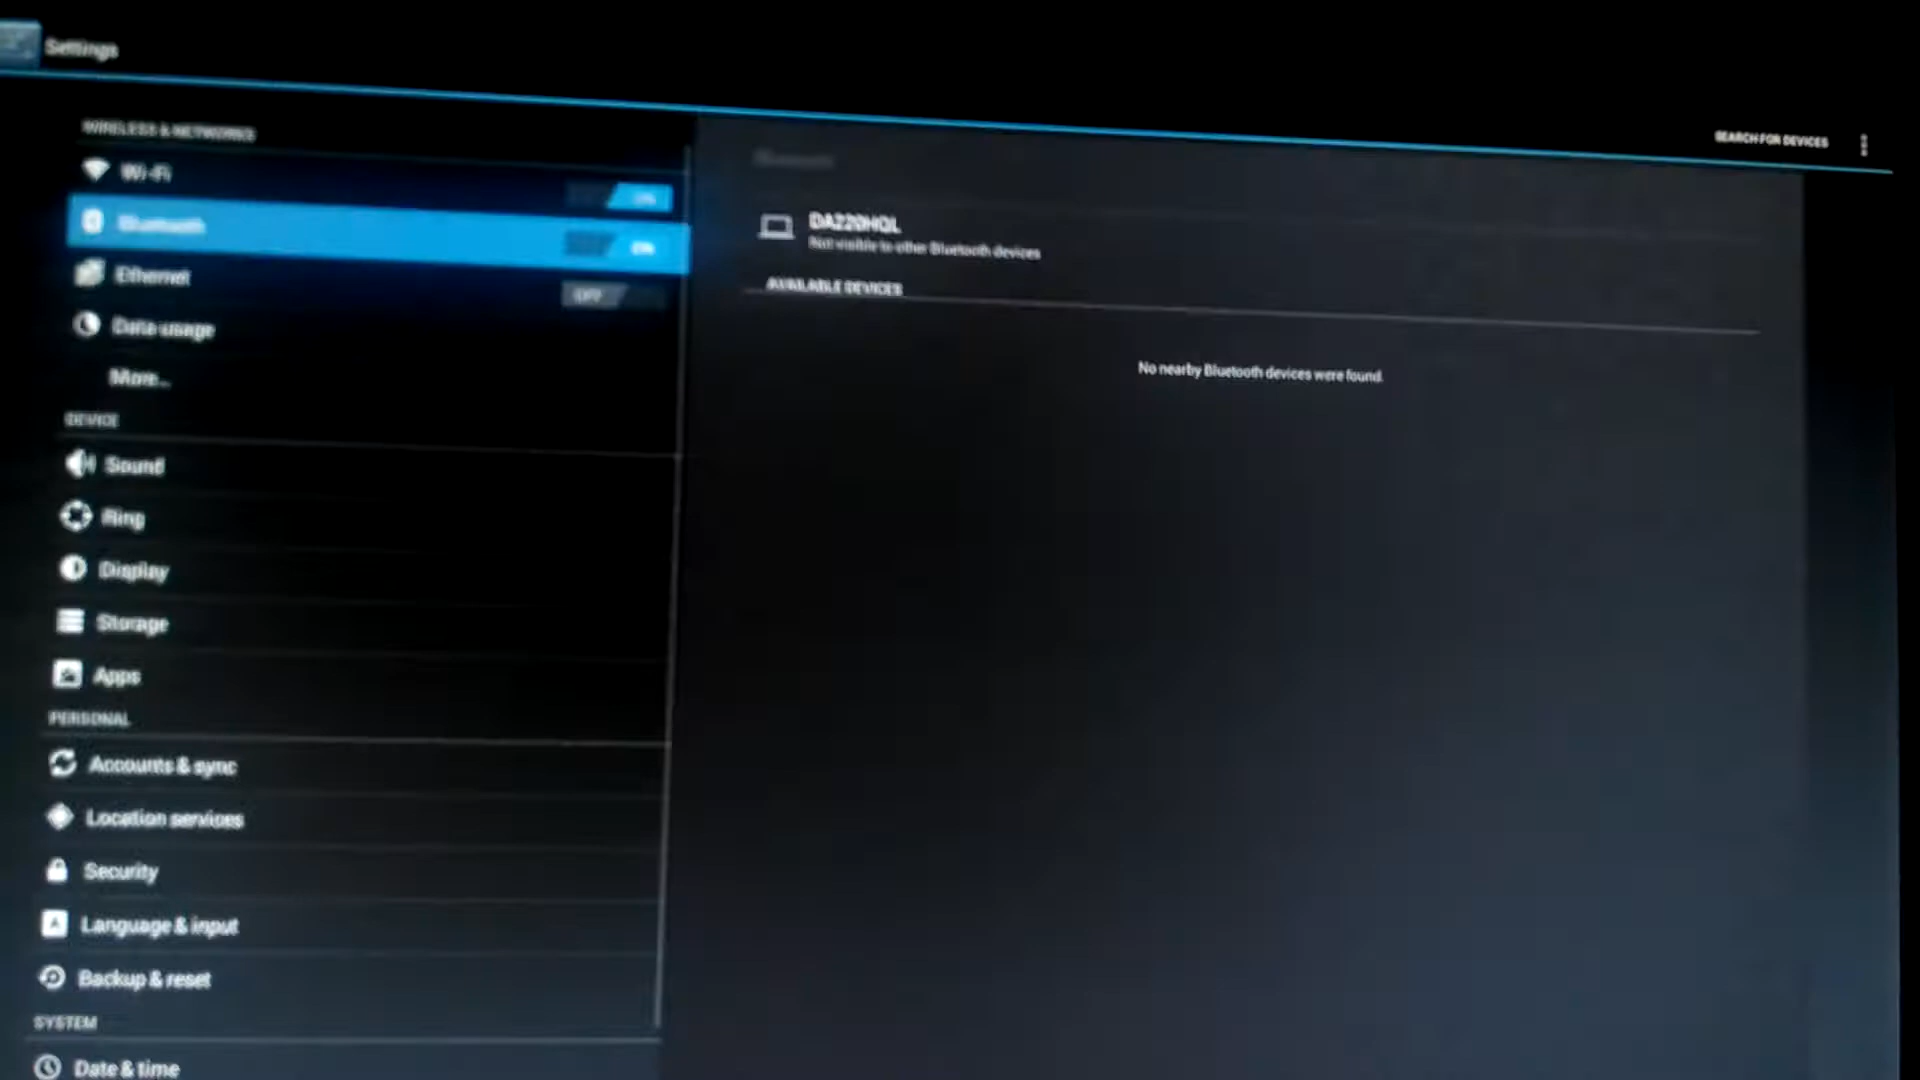 Settings
SEARCH FOR DEVICES
WIRELESS & NETWORKS
Wi-Fi
ON
Bluetooth
ON
Ethernet
OFF
Data usage
More...
DEVICE
Sound
Ring
Display
Storage
Apps
PERSONAL
Accounts & sync
Location services
Security
Language & input
Backup & reset
SYSTEM
Date & time
Bluetooth
DA220HQL
Not visible to other Bluetooth devices
AVAILABLE DEVICES
No nearby Bluetooth devices were found.